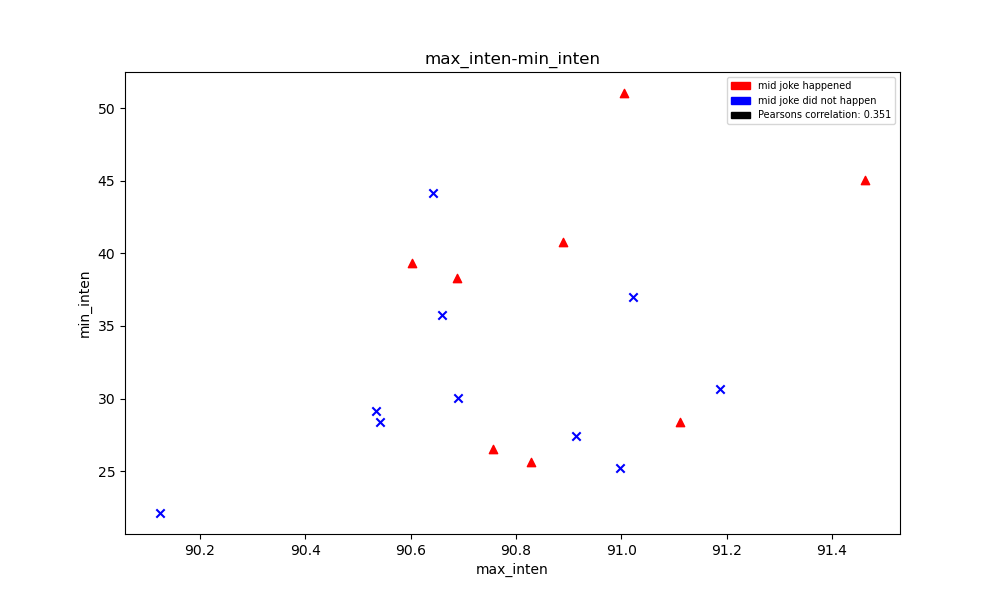 max_inten-min_inten
mid joke happened
mid joke did not happen
Pearsons correlation: 0.351
50
45
40
35
30
25
min_inten
90.2 90.4 90.6 90.8 91.0 91.2 91.4
max_inten